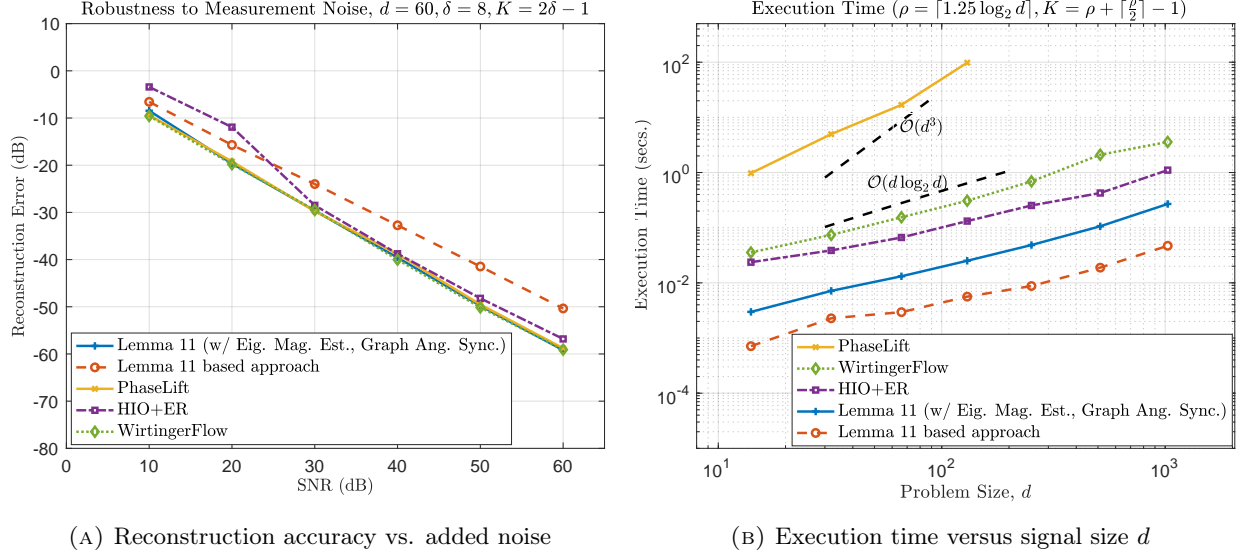 Robustness to Measurement Noise, d = 60, δ = 8, K = 2δ − 1
10
0
-10
-20
-30
-40
-50
-60
-70
-80
Reconstruction Error (dB)
0
10
20
30
40
50
60
SNR (dB)
Lemma 11 (w/ Eig. Mag. Est., Graph Ang. Sync.)
Lemma 11 based approach
PhaseLift
HIO+ER
WirtingerFlow
(A) Reconstruction accuracy vs. added noise
Execution Time (ρ = ⌈1.25 log₂ d⌉, K = ρ + ⌈ρ/2⌉ − 1)
10²
10⁰
10⁻²
10⁻⁴
Execution Time (secs.)
O(d³)
O(d log₂ d)
10¹
10²
10³
Problem Size, d
PhaseLift
WirtingerFlow
HIO+ER
Lemma 11 (w/ Eig. Mag. Est., Graph Ang. Sync.)
Lemma 11 based approach
(B) Execution time versus signal size d